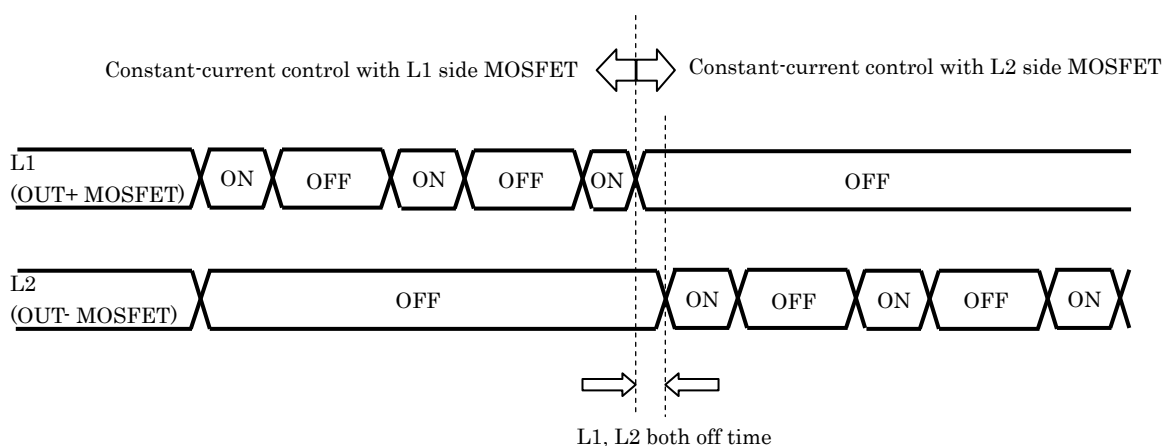 Constant-current control with L1 side MOSFET
Constant-current control with L2 side MOSFET
L1
(OUT+ MOSFET)
ON
OFF
ON
OFF
ON
OFF
L2
(OUT- MOSFET)
OFF
ON
OFF
ON
OFF
ON
L1, L2 both off time